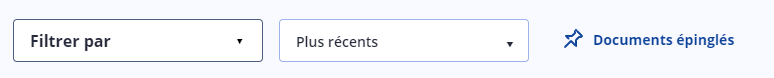 Filtrer par
Plus récents
Documents épinglés